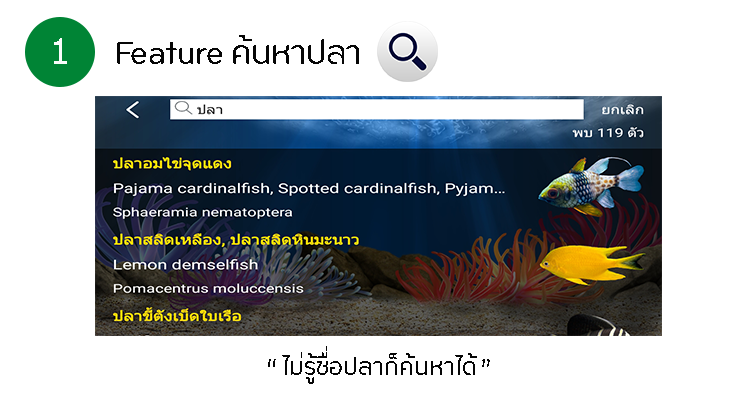 1 Feature ค้นหาปลา
ปลา ยกเลิก
พบ 119 ตัว
ปลาอมไข่จุดแดง
Pajama cardinalfish, Spotted cardinalfish, Pyjam...
Sphaeramia nematoptera
ปลาสลิดเหลือง, ปลาสลิดหินมะนาว
Lemon demselfish
Pomacentrus moluccensis
ปลาขี้ตังเบ็ดใบเรือ
“ ไม่รู้ชื่อปลาก็ค้นหาได้ ”